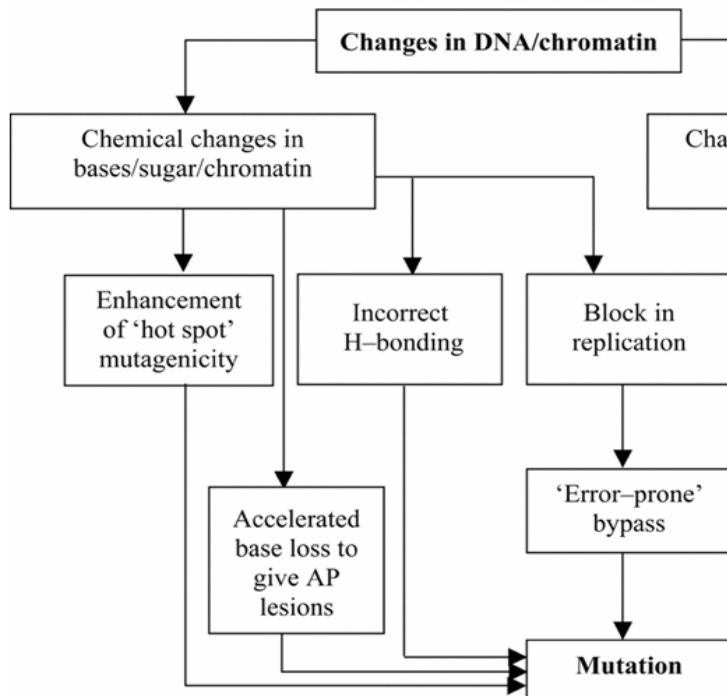 Changes in DNA/chromatin
Chemical changes in
bases/sugar/chromatin
Cha
Enhancement
of ‘hot spot’
mutagenicity
Incorrect
H–bonding
Block in
replication
Accelerated
base loss to
give AP
lesions
‘Error–prone’
bypass
Mutation